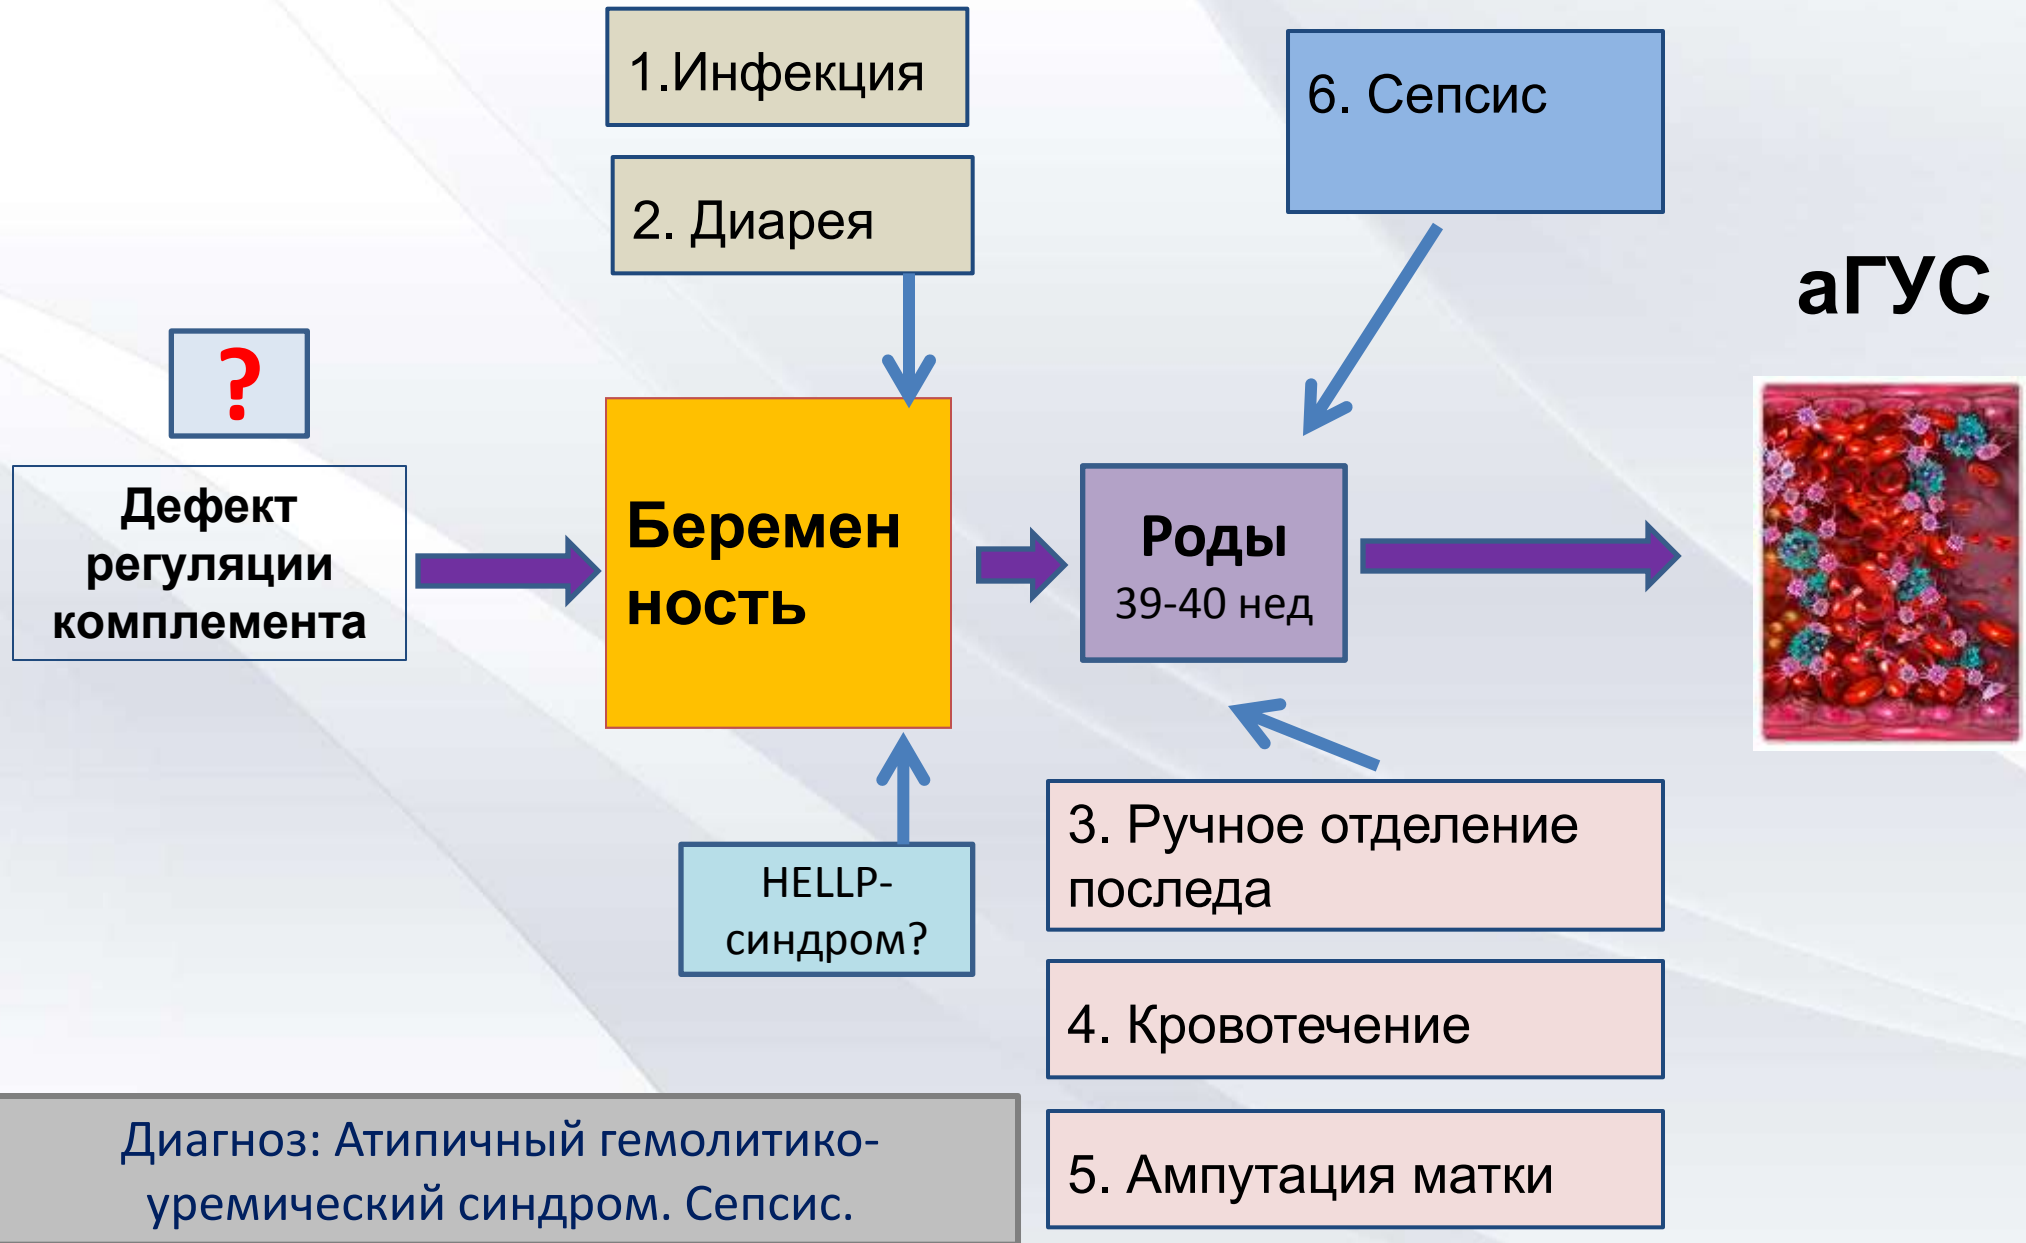 1.Инфекция
2. Диарея
6. Сепсис
аГУС
?
Дефект
регуляции
комплемента
Беремен
ность
Роды
39-40 нед
HELLP-
синдром?
3. Ручное отделение
последа
4. Кровотечение
5. Ампутация матки
Диагноз: Атипичный гемолитико-
уремический синдром. Сепсис.